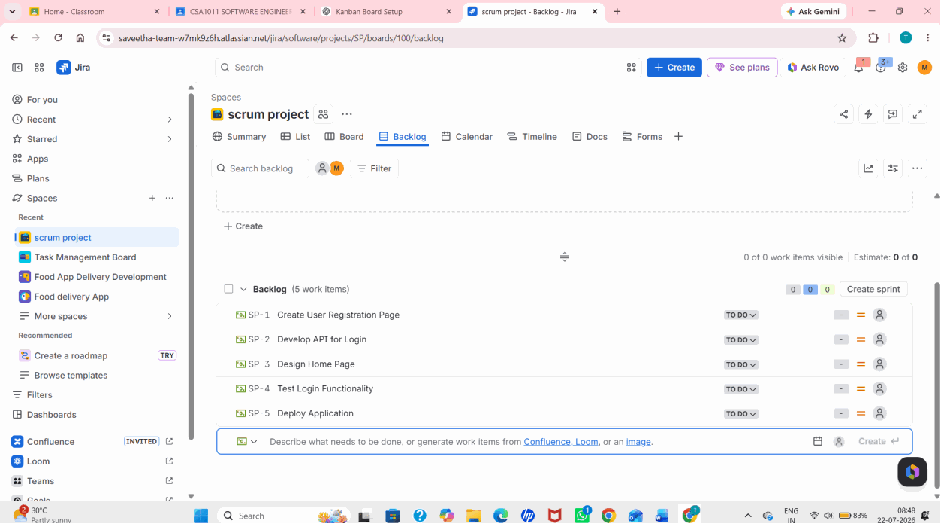 Home - Classroom
CSA1011 SOFTWARE ENGINEER
Kanban Board Setup
scrum project - Backlog - Jira
Ask Gemini
saveetha-team-w7mk9z6h.atlassian.net/jira/software/projects/SP/boards/100/backlog
Jira
Search
+ Create
See plans
Ask Rovo
M
For you
Recent
Starred
Apps
Plans
Spaces
Recent
scrum project
Task Management Board
Food App Delivery Development
Food delivery App
More spaces
Recommended
Create a roadmap
TRY
Browse templates
Filters
Dashboards
Confluence
INVITED
Loom
Teams
Spaces
scrum project
Summary
List
Board
Backlog
Calendar
Timeline
Docs
Forms
Search backlog
M
Filter
+ Create
0 of 0 work items visible
Estimate: 0 of 0
Backlog (5 work items)
0 0 0
Create sprint
SP-1 Create User Registration Page TO DO -
SP-2 Develop API for Login TO DO -
SP-3 Design Home Page TO DO -
SP-4 Test Login Functionality TO DO -
SP-5 Deploy Application TO DO -
Describe what needs to be done, or generate work items from Confluence, Loom, or an image.
Create
30°C
Partly sunny
Search
ENG
IN
83%
08:48
22-07-2026